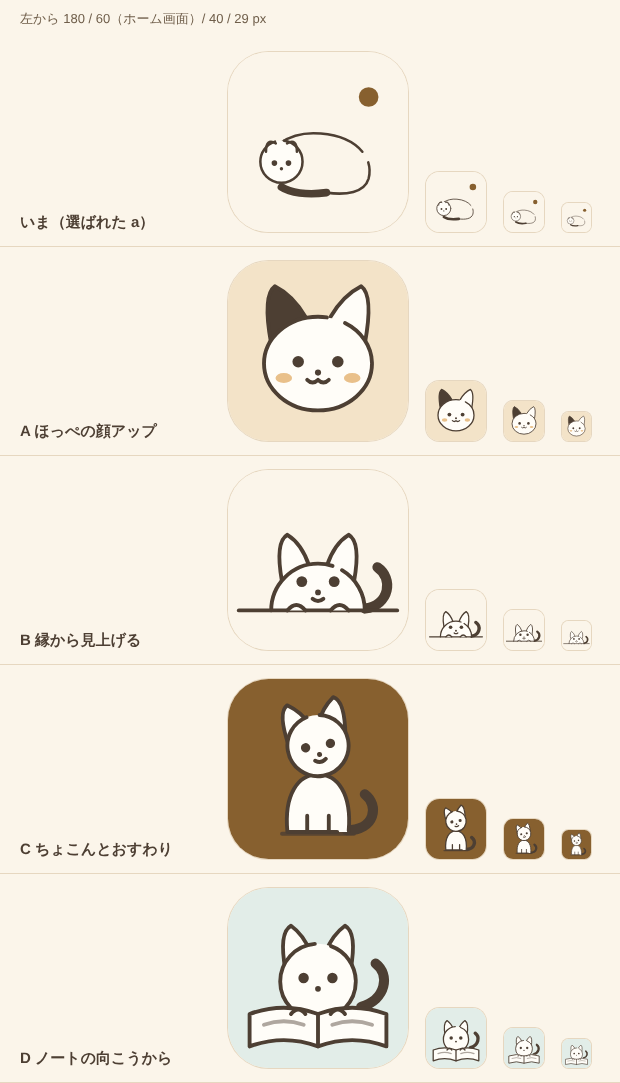 左から 180 / 60（ホーム画面）/ 40 / 29 px
いま（選ばれた a）
A ほっぺの顔アップ
B 縁から見上げる
C ちょこんとおすわり
D ノートの向こうから